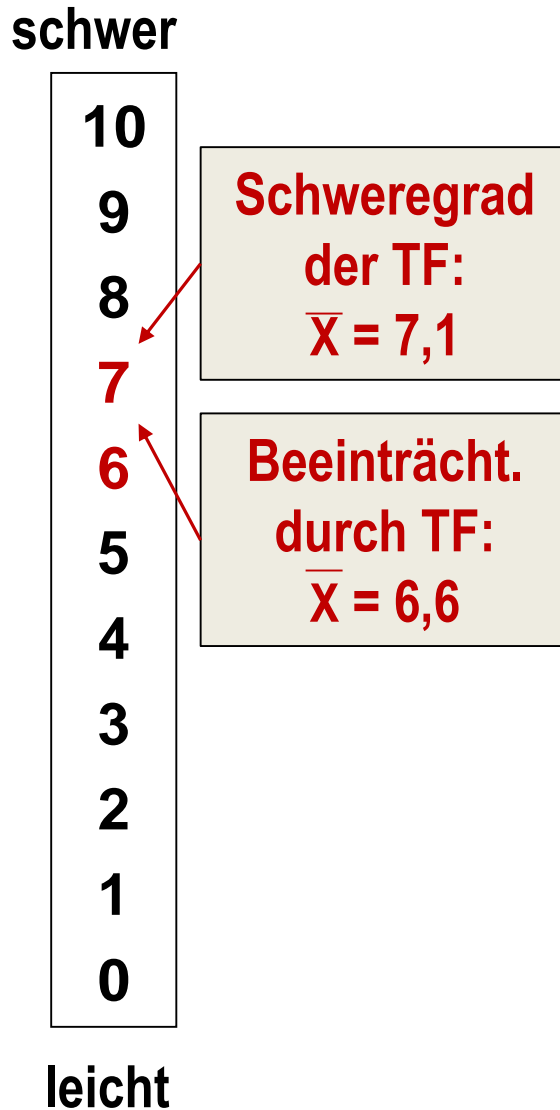 schwer
10
9
8
7
6
5
4
3
2
1
0
leicht
Schweregrad
der TF:
X̅ = 7,1
Beeinträcht.
durch TF:
X̅ = 6,6